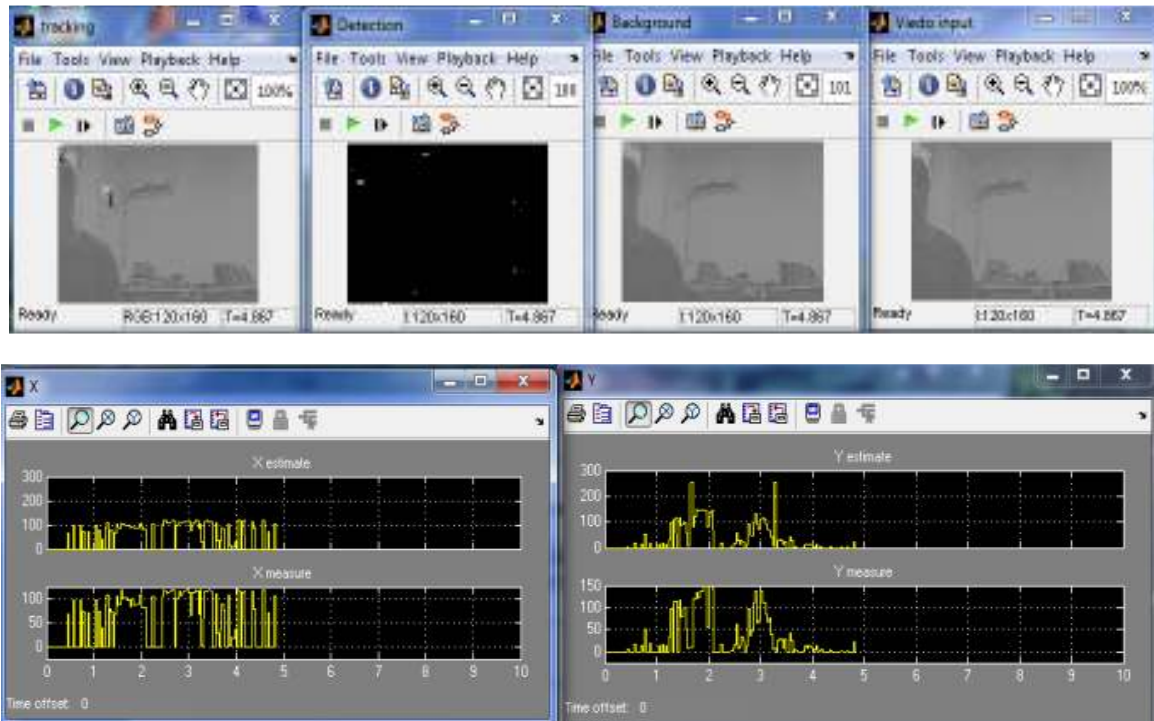 tracking
File Tools View Playback Help
100%
Ready RGB:120x160 T=4.867
Detection
File Tools View Playback Help
Ready I:120x160 T=4.867
Background
File Tools View Playback Help
101
Ready I:120x160 T=4.867
Viedo input
File Tools View Playback Help
100%
Ready I:120x160 T=4.867
X
X estimate
300
200
100
0
X measure
100
50
0
0 1 2 3 4 5 6 7 8 9 10
Time offset: 0
Y
Y estimate
300
200
100
0
Y measure
150
100
50
0
0 1 2 3 4 5 6 7 8 9 10
Time offset: 0